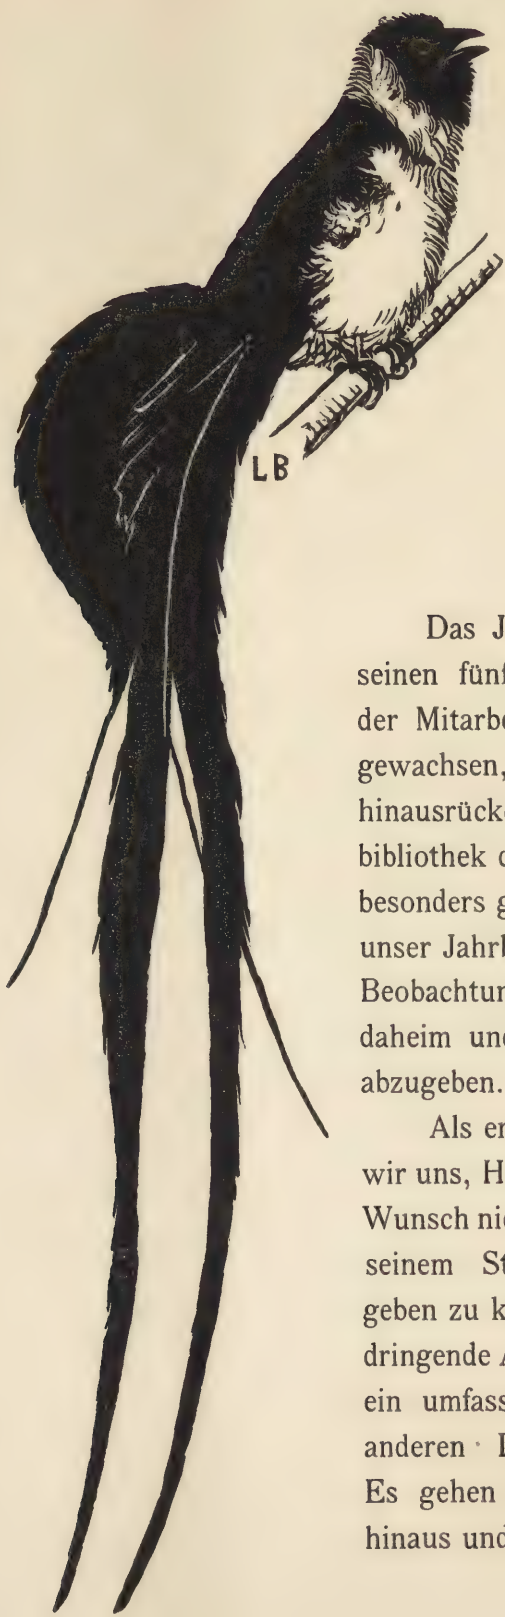 LB
Das J
seinen fünf
der Mitarbe
gewachsen,
hinausrücke
bibliothek d
besonders g
unser Jahrb
Beobachtun
daheim und
abzugeben.
Als er
wir uns, H
Wunsch nic
seinem St
geben zu k
dringende A
ein umfass
anderen D
Es gehen
hinaus und